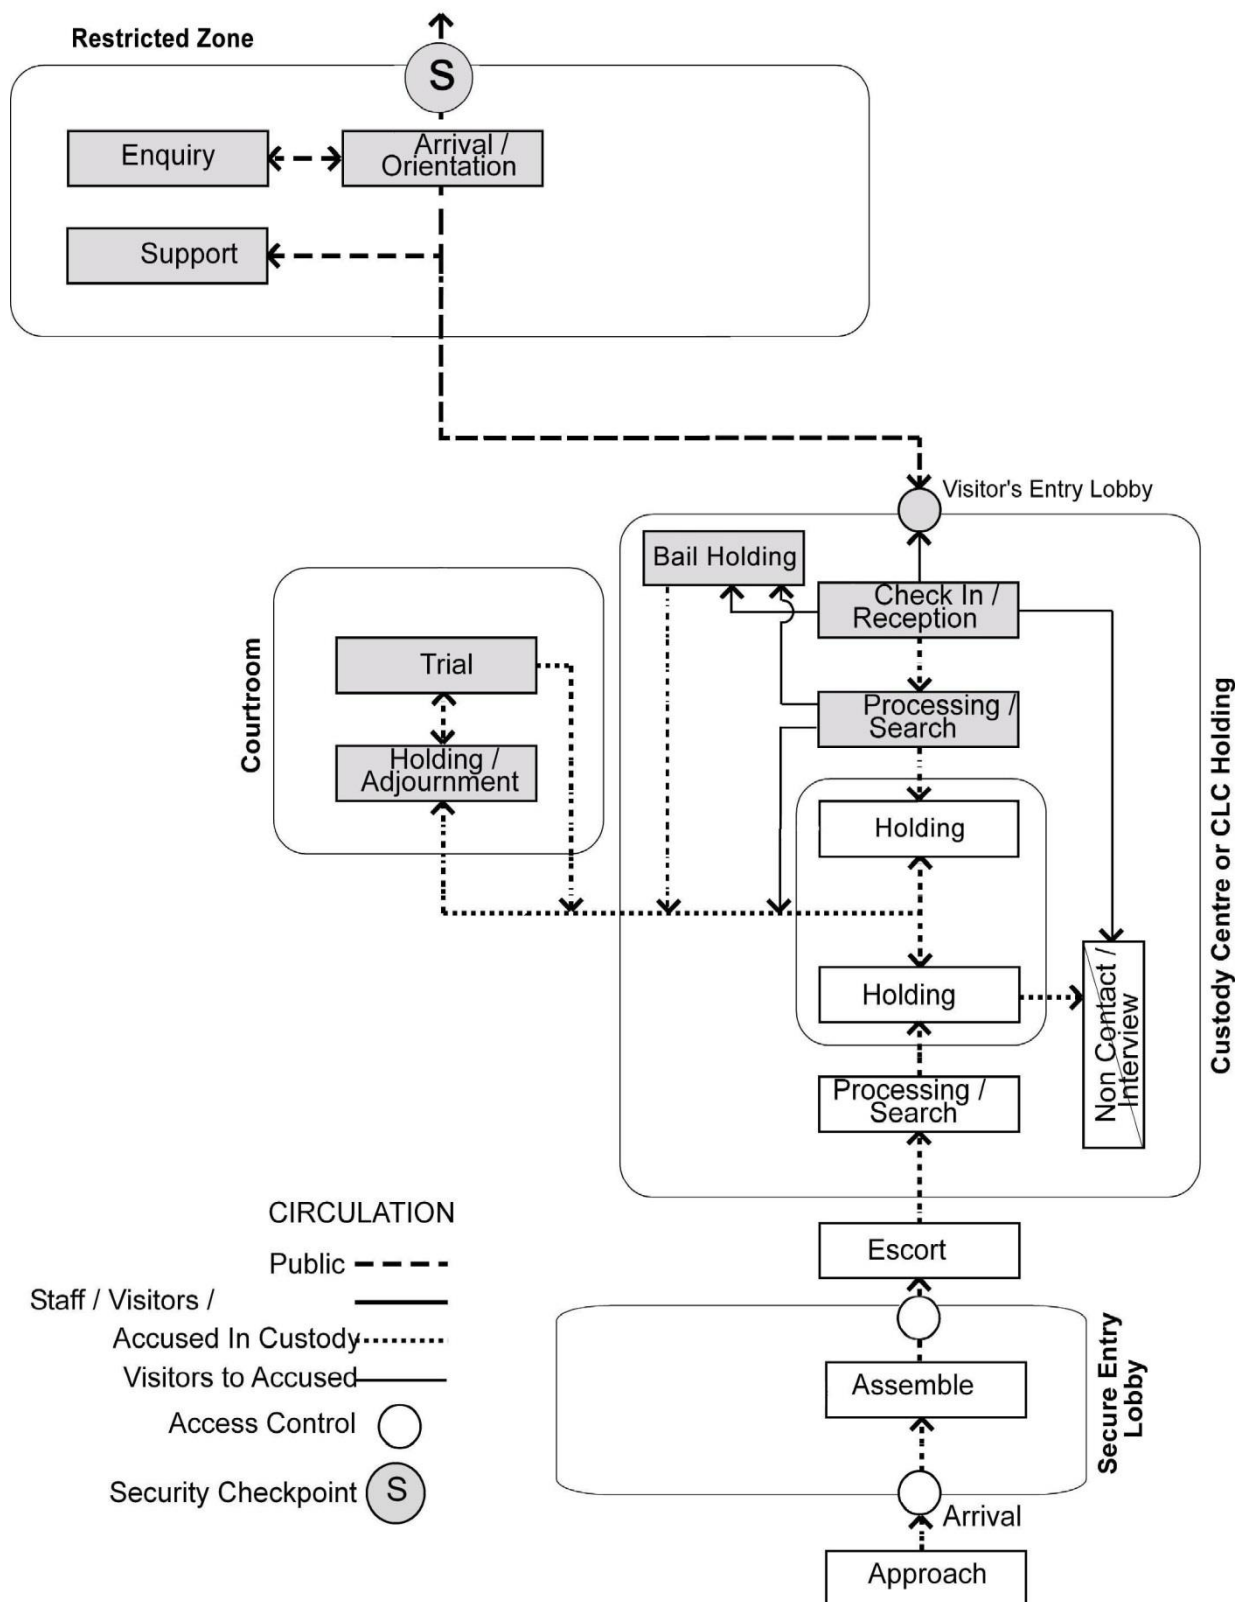 Restricted Zone
S
Enquiry
Arrival /
Orientation
Support
Visitor's Entry Lobby
Bail Holding
Check In /
Reception
Courtroom
Trial
Processing /
Search
Holding /
Adjournment
Holding
Custody Centre or CLC Holding
Holding
Non Contact /
Interview
Processing /
Search
Escort
Secure Entry
Lobby
Assemble
Arrival
Approach
CIRCULATION
Public
Staff / Visitors /
Accused In Custody
Visitors to Accused
Access Control
Security Checkpoint
S